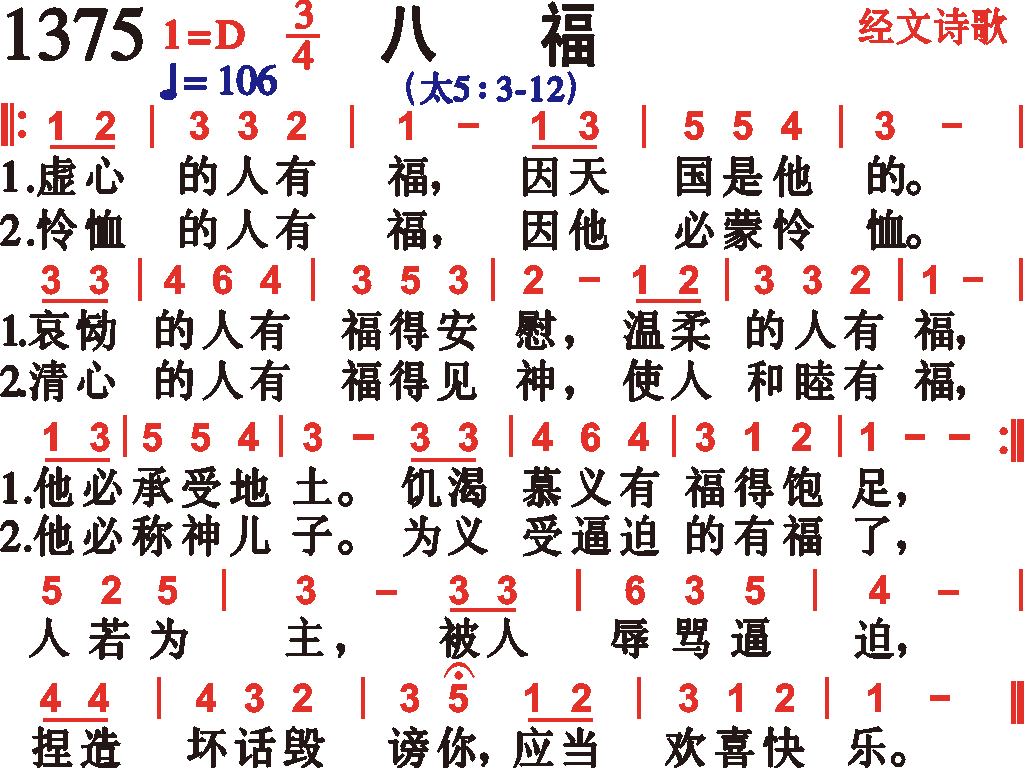 1375 1=D 3/4 八 福 经文诗歌
♩= 106 (太5:3-12)
‖: 1 2 | 3 3 2 | 1 - 1 3 | 5 5 4 | 3 - |
1.虚心 的人有 福， 因天 国是他 的。
2.怜恤 的人有 福， 因他 必蒙怜 恤。
3 3 | 4 6 4 | 3 5 3 | 2 - 1 2 | 3 3 2 | 1 - |
1.哀恸 的人有 福得安 慰， 温柔 的人有 福，
2.清心 的人有 福得见 神， 使人 和睦有 福，
1 3 | 5 5 4 | 3 - 3 3 | 4 6 4 | 3 1 2 | 1 - - :‖
1.他必承受地 土。 饥渴 慕义有 福得饱 足，
2.他必称神儿 子。 为义 受逼迫 的有福 了，
5 2 5 | 3 - 3 3 | 6 3 5 | 4 - |
人若为 主， 被人 辱骂逼 迫，
4 4 | 4 3 2 | 3 5 1 2 | 3 1 2 | 1 - ‖
捏造 坏话毁 谤你，应当 欢喜快 乐。